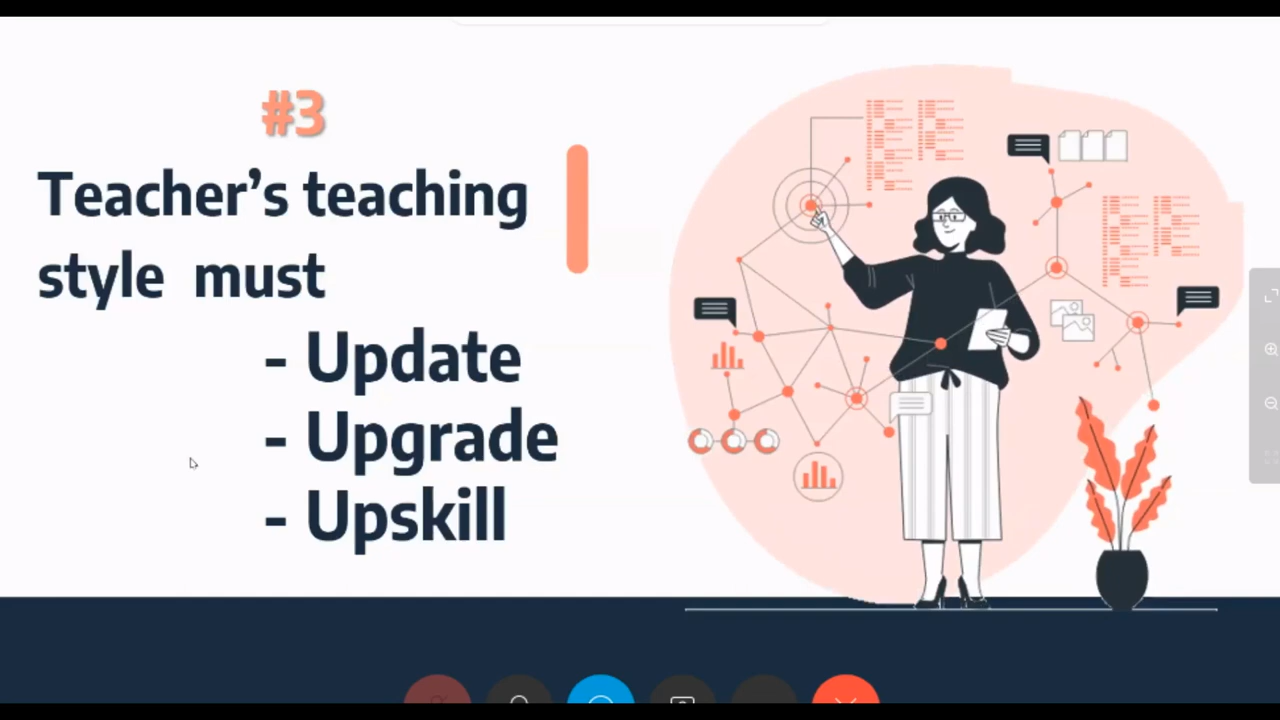 #3
Teacher's teaching
style must
- Update
- Upgrade
- Upskill